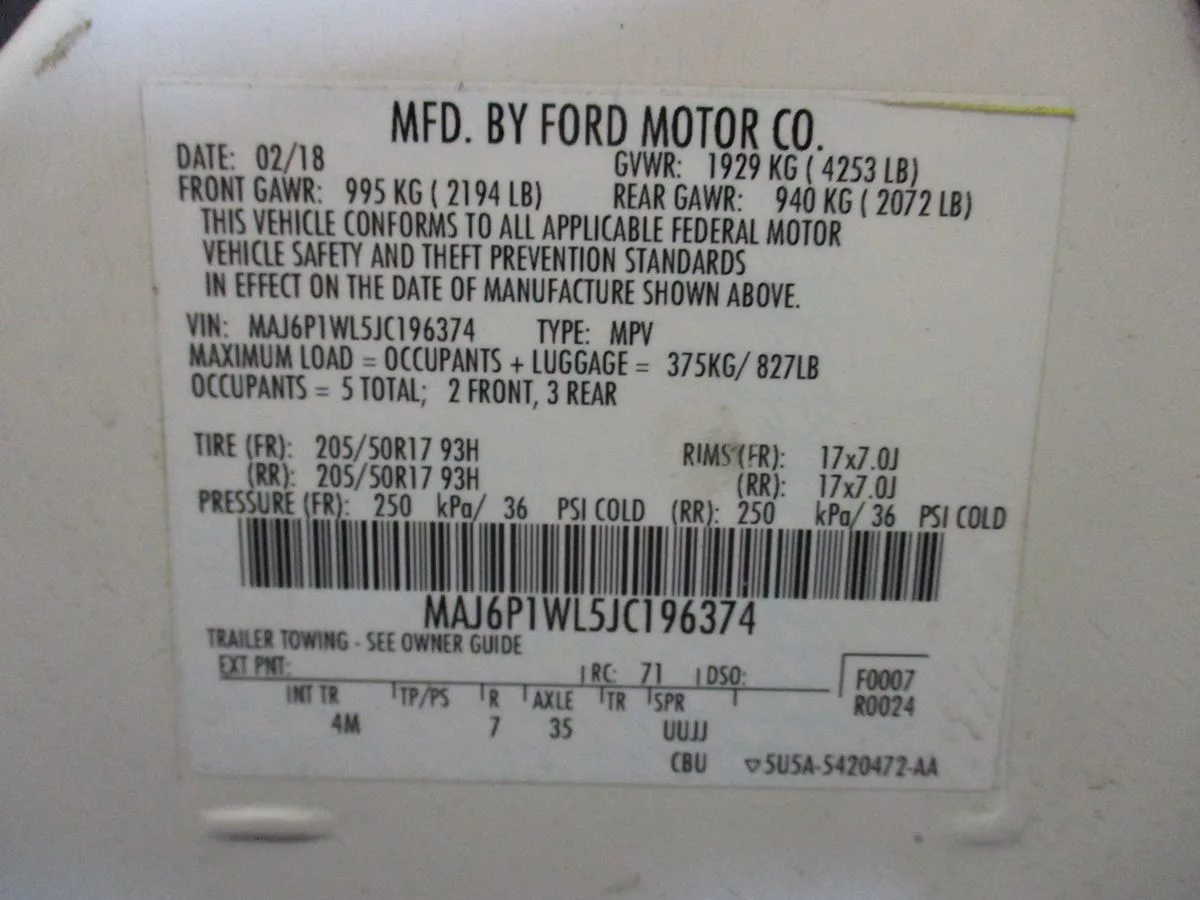 MFD. BY FORD MOTOR CO.
DATE: 02/18 GVWR: 1929 KG ( 4253 LB)
FRONT GAWR: 995 KG ( 2194 LB) REAR GAWR: 940 KG ( 2072 LB)
THIS VEHICLE CONFORMS TO ALL APPLICABLE FEDERAL MOTOR
VEHICLE SAFETY AND THEFT PREVENTION STANDARDS
IN EFFECT ON THE DATE OF MANUFACTURE SHOWN ABOVE.
VIN: MAJ6P1WL5JC196374 TYPE: MPV
MAXIMUM LOAD = OCCUPANTS + LUGGAGE = 375KG/ 827LB
OCCUPANTS = 5 TOTAL; 2 FRONT, 3 REAR
TIRE (FR): 205/50R17 93H RIMS (FR): 17x7.0J
(RR): 205/50R17 93H (RR): 17x7.0J
PRESSURE (FR): 250 kPa/ 36 PSI COLD (RR): 250 kPa/ 36 PSI COLD
MAJ6P1WL5JC196374
TRAILER TOWING - SEE OWNER GUIDE
EXT PNT: RC: 71 DSO: F0007
INT TR TP/PS R AXLE TR SPR R0024
4M 7 35 UUJJ
CBU ▽5U5A-5420472-AA